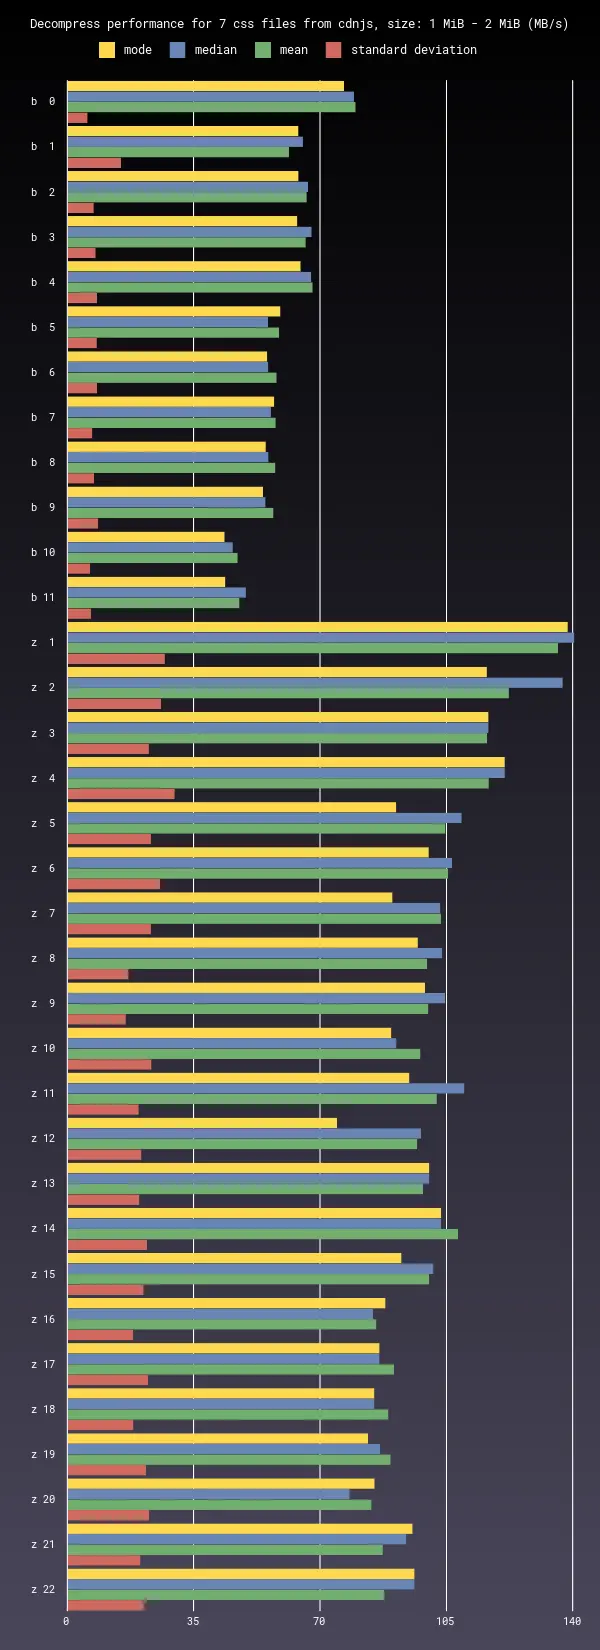 Decompress performance for 7 css files from cdnjs, size: 1 MiB - 2 MiB (MB/s)
mode median mean standard deviation
b 0
b 1
b 2
b 3
b 4
b 5
b 6
b 7
b 8
b 9
b 10
b 11
z 1
z 2
z 3
z 4
z 5
z 6
z 7
z 8
z 9
z 10
z 11
z 12
z 13
z 14
z 15
z 16
z 17
z 18
z 19
z 20
z 21
z 22
0 35 70 105 140